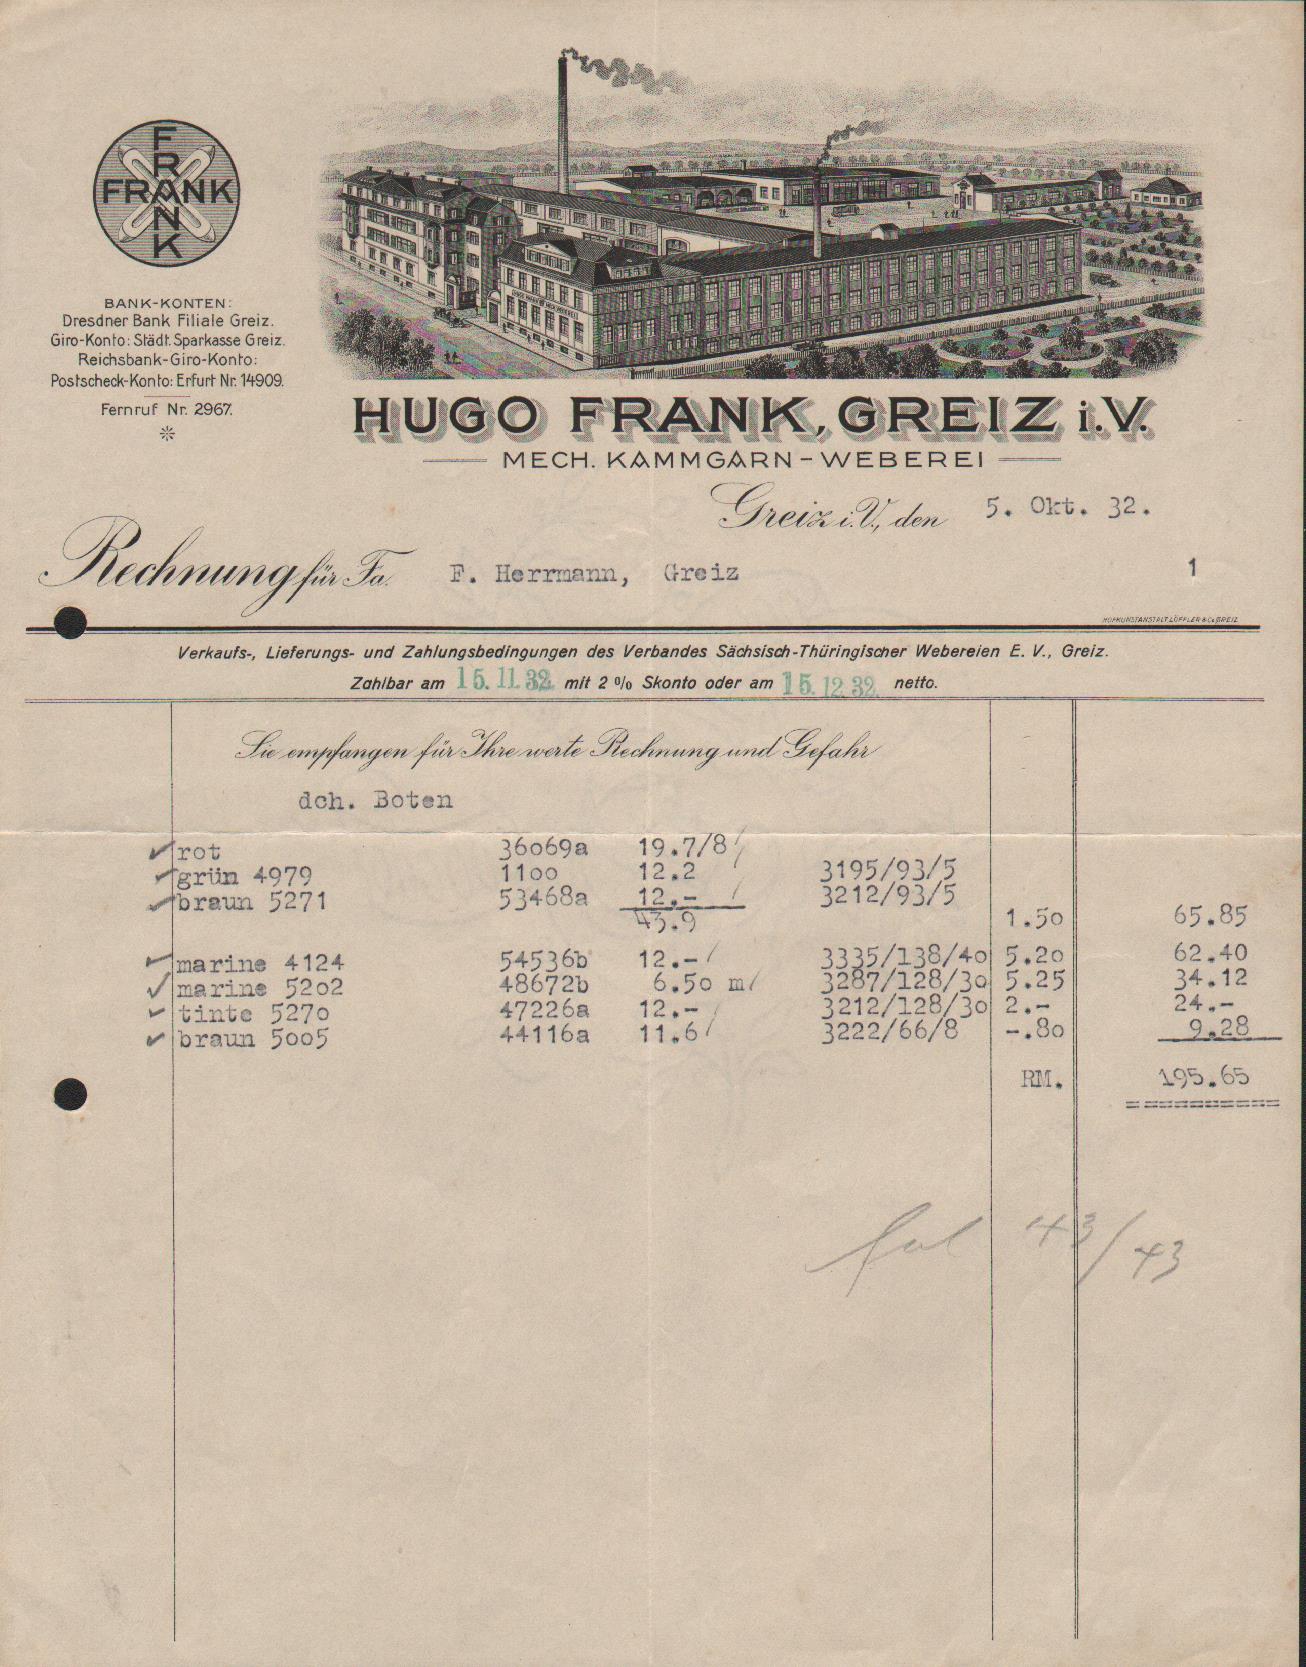 FRANK
FRANK
BANK-KONTEN:
Dresdner Bank Filiale Greiz.
Giro-Konto: Städt. Sparkasse Greiz.
Reichsbank-Giro-Konto:
Postscheck-Konto: Erfurt Nr. 14909.
Fernruf Nr. 2967.
HUGO FRANK, GREIZ i.V.
MECH. KAMMGARN-WEBEREI
Greiz i.V., den 5. Okt. 32.
Rechnung für Fa. F. Herrmann, Greiz 1
HOFKUNSTANSTALT LÖFFLER & Co GREIZ
Verkaufs-, Lieferungs- und Zahlungsbedingungen des Verbandes Sächsisch-Thüringischer Webereien E. V., Greiz.
Zahlbar am 15.11.32 mit 2 % Skonto oder am 15.12.32. netto.
Sie empfangen für Ihre werte Rechnung und Gefahr
dch. Boten
rot 36069a 19.7/8
grün 4979 1100 12.2 3195/93/5
braun 5271 53468a 12.- 3212/93/5
43.9 1.50 65.85
marine 4124 54536b 12.- 3335/138/40 5.20 62.40
marine 5202 48672b 6.50 m 3287/128/30 5.25 34.12
tinte 5270 47226a 12.- 3212/128/30 2.- 24.-
braun 5005 44116a 11.6 3222/66/8 -.80 9.28
RM. 195.65
43/43